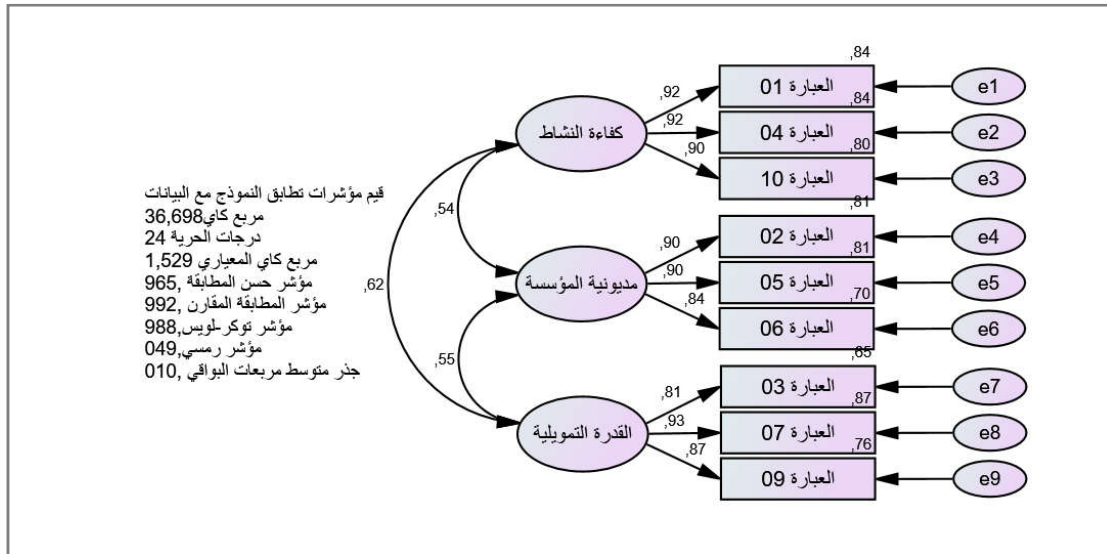 قيم مؤشرات تطابق النموذج مع البيانات
مربع كاي36,698
درجات الحرية 24
مربع كاي المعياري 1,529
مؤشر حسن المطابقة ,965
مؤشر المطابقة المقارن ,992
مؤشر توكر-لويس,988
مؤشر رمسي,049
جذر متوسط مربعات البواقي ,010
,62
,54
,55
كفاءة النشاط
,92
,92
,90
,84
العبارة 01
e1
,84
العبارة 04
e2
,80
العبارة 10
e3
مديونية المؤسسة
,90
,90
,84
,81
العبارة 02
e4
,81
العبارة 05
e5
,70
العبارة 06
e6
القدرة التمويلية
,81
,93
,87
,65
العبارة 03
e7
,87
العبارة 07
e8
,76
العبارة 09
e9